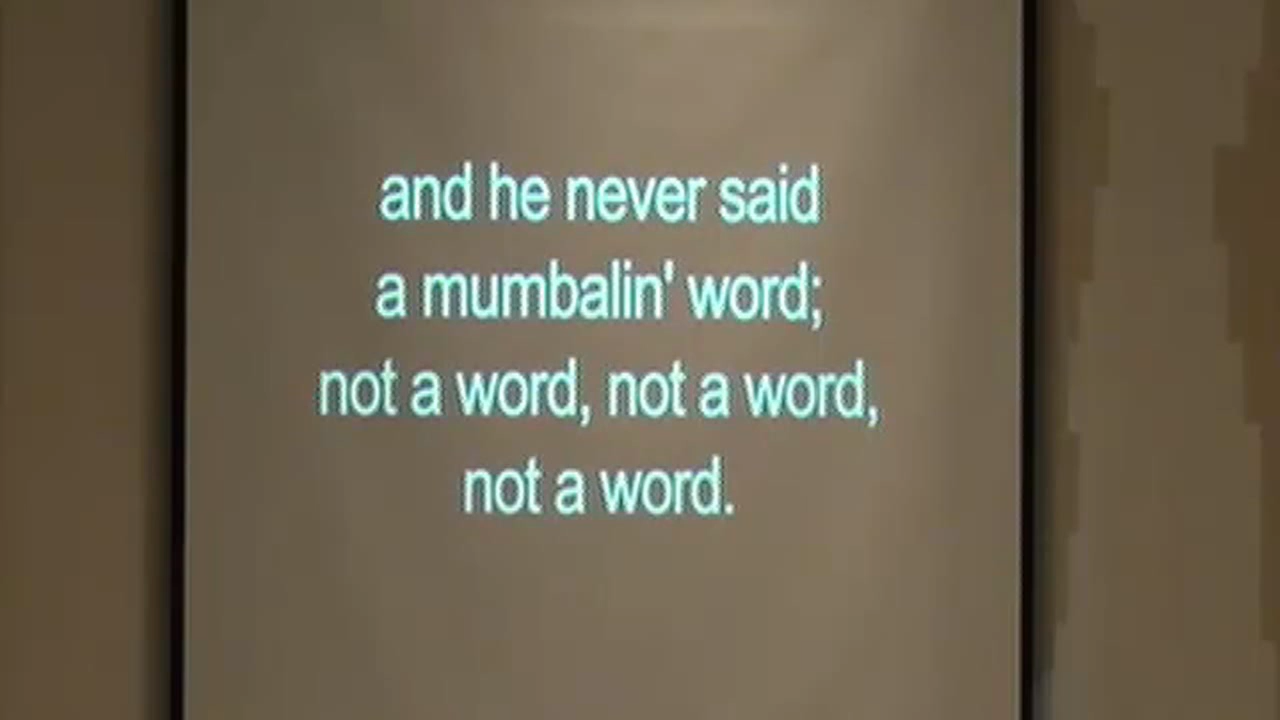 and he never said
a mumbalin' word;
not a word, not a word,
not a word.